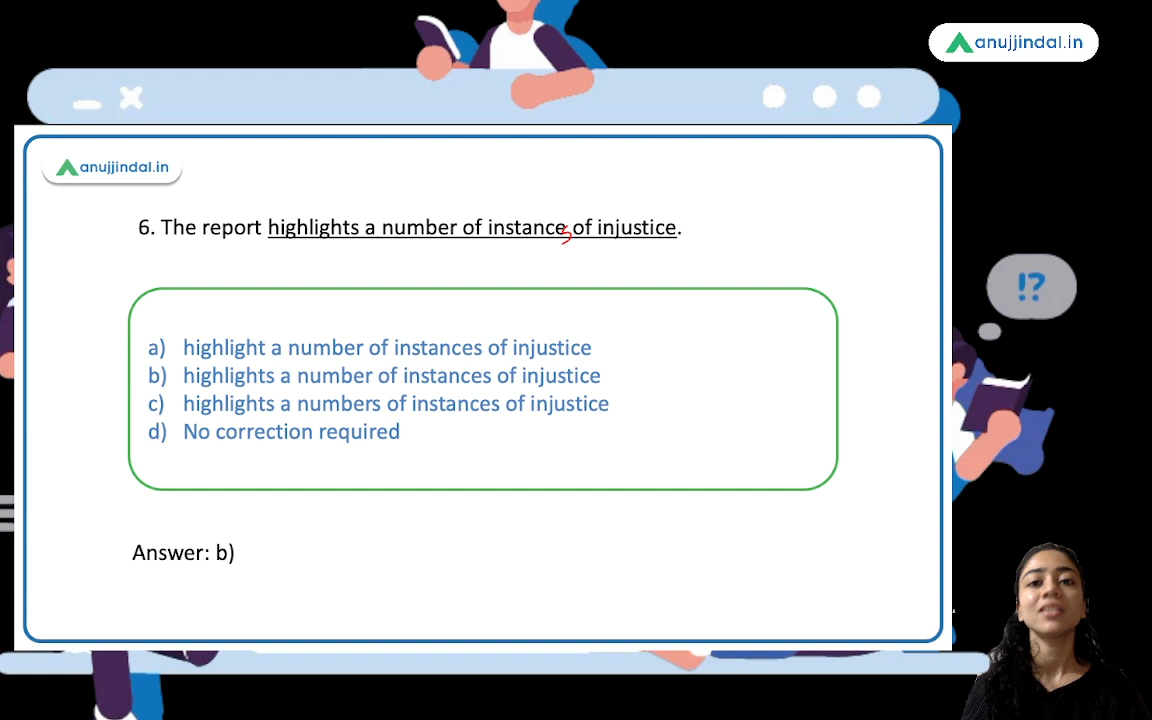 anujjindal.in
anujjindal.in
6. The report highlights a number of instance of injustice.
s
a) highlight a number of instances of injustice
b) highlights a number of instances of injustice
c) highlights a numbers of instances of injustice
d) No correction required
Answer: b)
!?